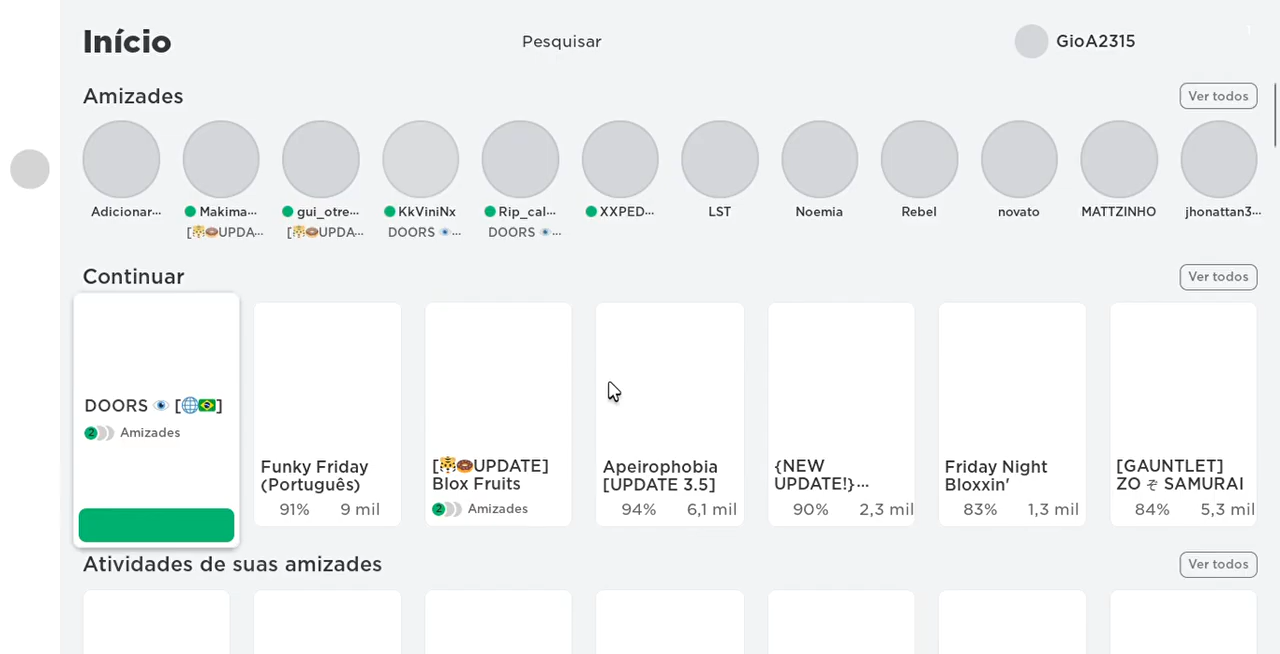 Início
Pesquisar
GioA2315
Amizades
Ver todos
Adicionar...
Makima...
gui_otre...
KkViniNx
Rip_cal...
XXPED...
LST
Noemia
Rebel
novato
MATTZINHO
jhonattan3...
[🐯🍩UPDA...
[🐯🍩UPDA...
DOORS 👁️...
DOORS 👁️...
Continuar
Ver todos
DOORS 👁️ [🌐🇧🇷]
2 Amizades
Funky Friday
(Português)
91% 9 mil
[🐯🍩UPDATE]
Blox Fruits
2 Amizades
Apeirophobia
[UPDATE 3.5]
94% 6,1 mil
{NEW
UPDATE!}...
90% 2,3 mil
Friday Night
Bloxxin'
83% 1,3 mil
[GAUNTLET]
ZO ぞ SAMURAI
84% 5,3 mil
Atividades de suas amizades
Ver todos